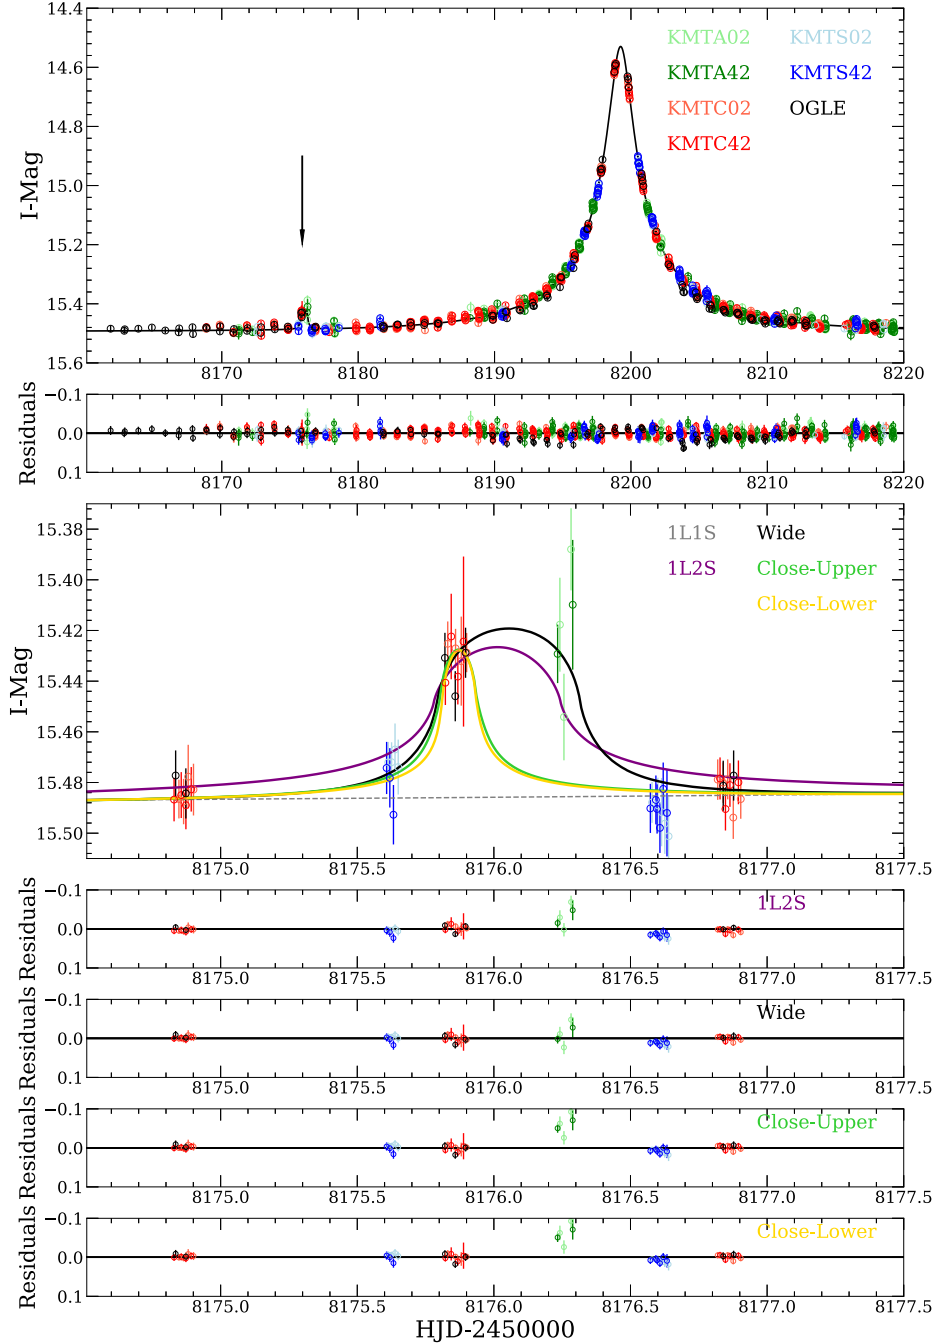 I-Mag
14.4
14.6
14.8
15.0
15.2
15.4
15.6
KMTA02
KMTS02
KMTA42
KMTS42
KMTC02
OGLE
KMTC42
8170
8180
8190
8200
8210
8220
Residuals
−0.1
0.0
0.1
8170
8180
8190
8200
8210
8220
I-Mag
15.38
15.40
15.42
15.44
15.46
15.48
15.50
1L1S
Wide
1L2S
Close-Upper
Close-Lower
8175.0
8175.5
8176.0
8176.5
8177.0
8177.5
Residuals
−0.1
0.0
0.1
1L2S
8175.0
8175.5
8176.0
8176.5
8177.0
8177.5
Residuals
−0.1
0.0
0.1
Wide
8175.0
8175.5
8176.0
8176.5
8177.0
8177.5
Residuals
−0.1
0.0
0.1
Close-Upper
8175.0
8175.5
8176.0
8176.5
8177.0
8177.5
Residuals
−0.1
0.0
0.1
Close-Lower
8175.0
8175.5
8176.0
8176.5
8177.0
8177.5
HJD-2450000